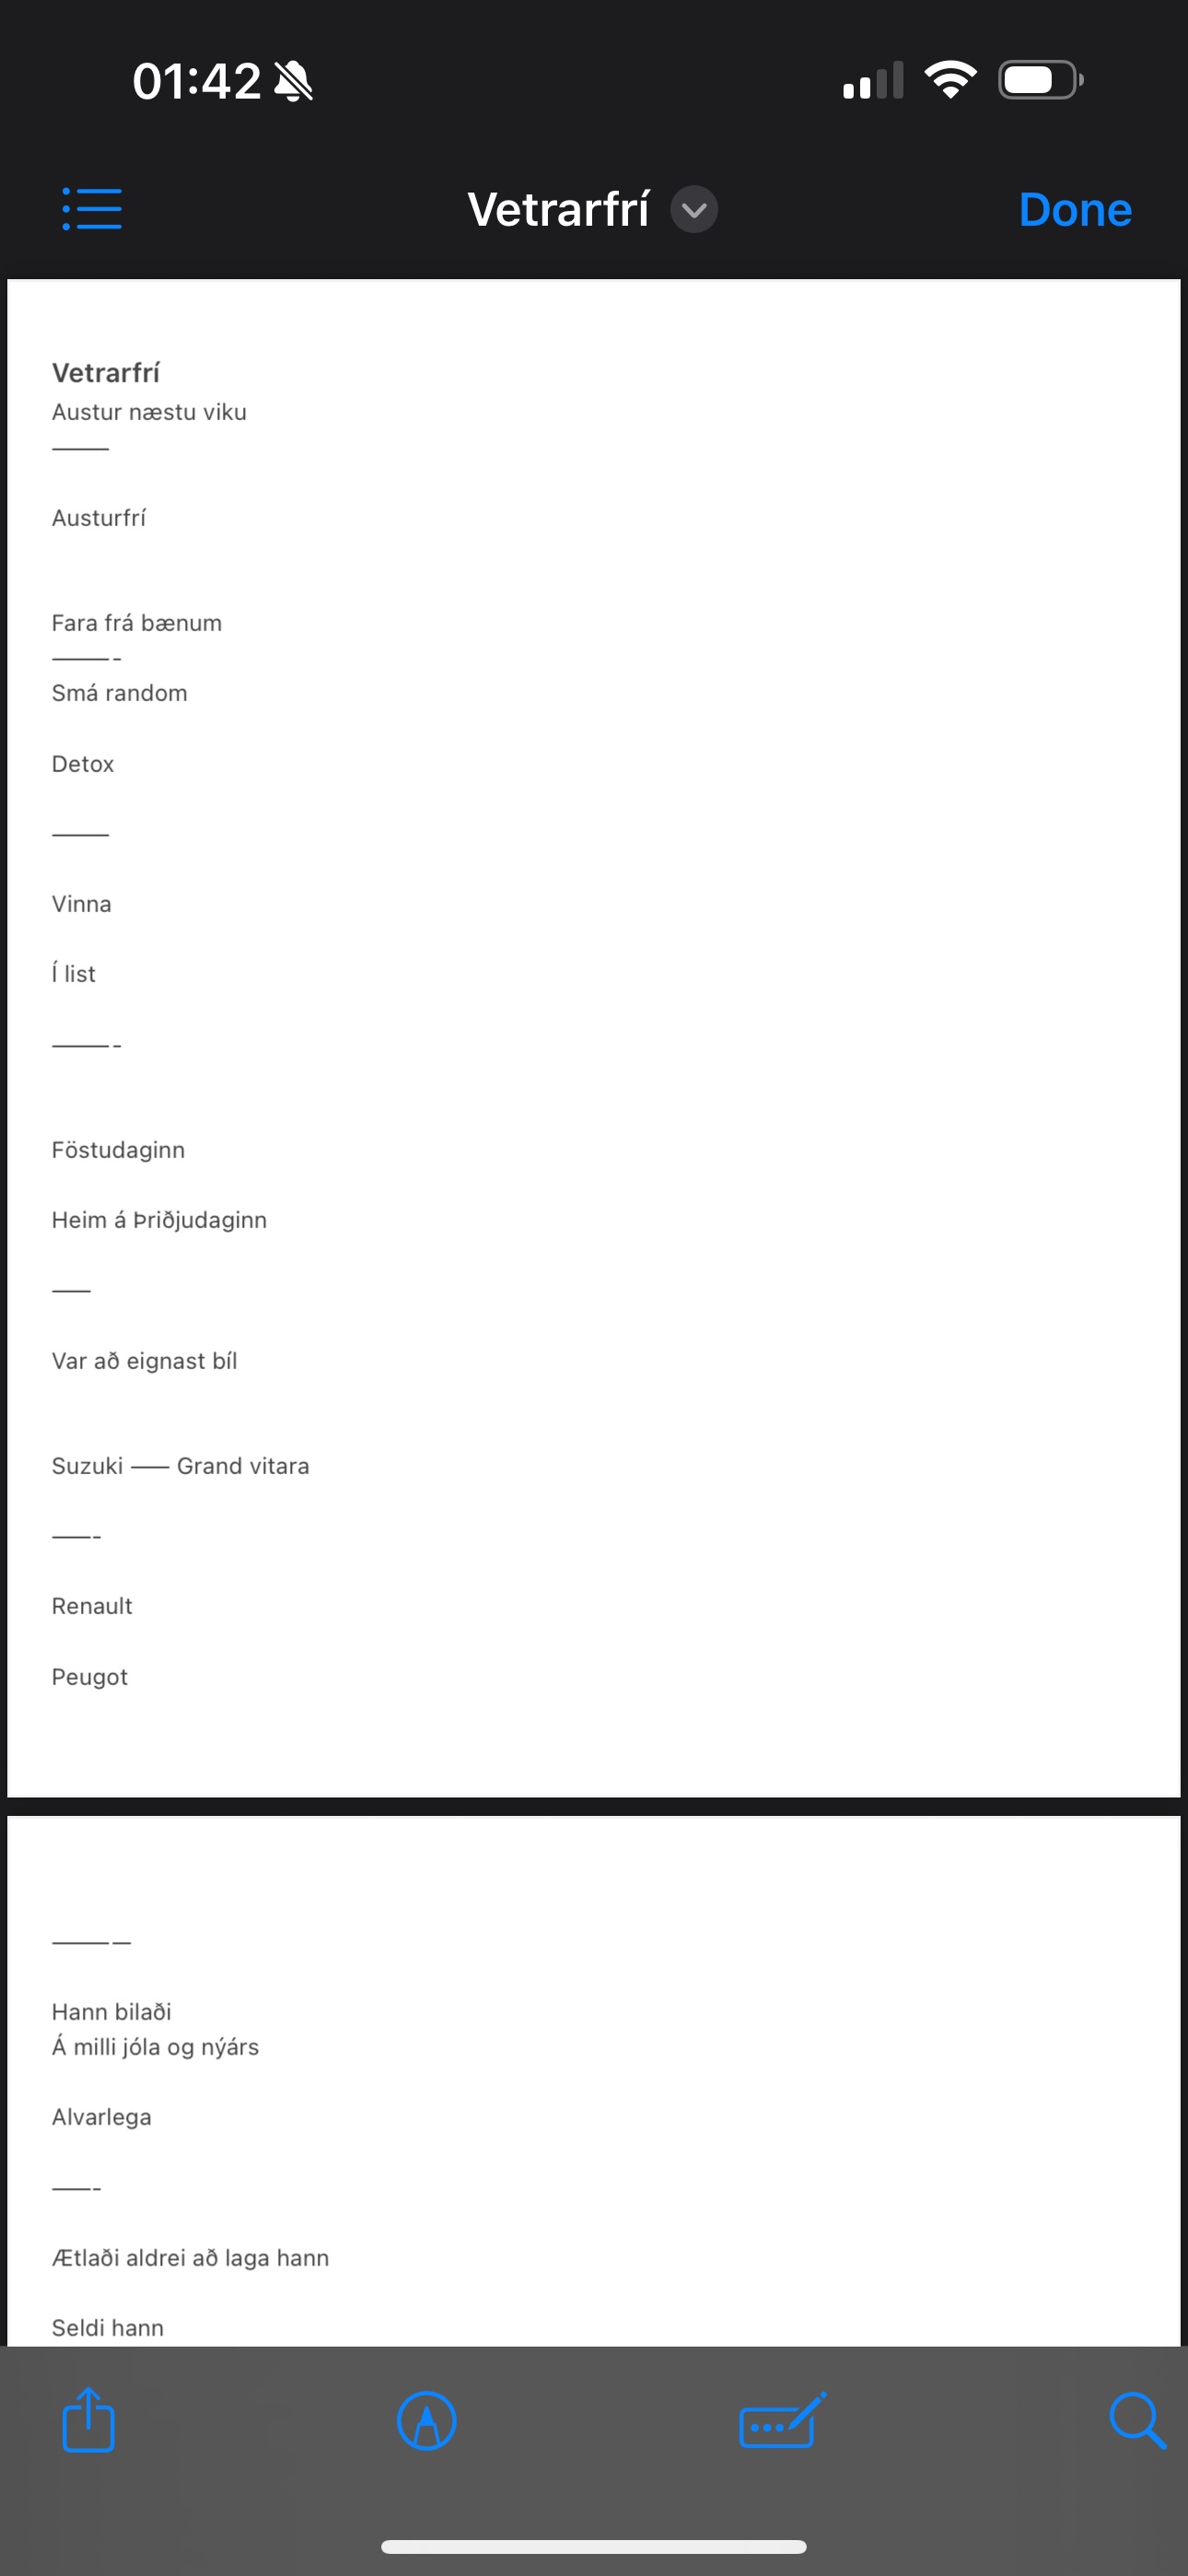 01:42
Vetrarfrí
Done
Vetrarfrí
Austur næstu viku
———
Austurfrí
Fara frá bænum
———-
Smá random
Detox
———
Vinna
Í list
———-
Föstudaginn
Heim á Þriðjudaginn
——
Var að eignast bíl
Suzuki —— Grand vitara
——-
Renault
Peugot
————
Hann bilaði
Á milli jóla og nýárs
Alvarlega
——-
Ætlaði aldrei að laga hann
Seldi hann